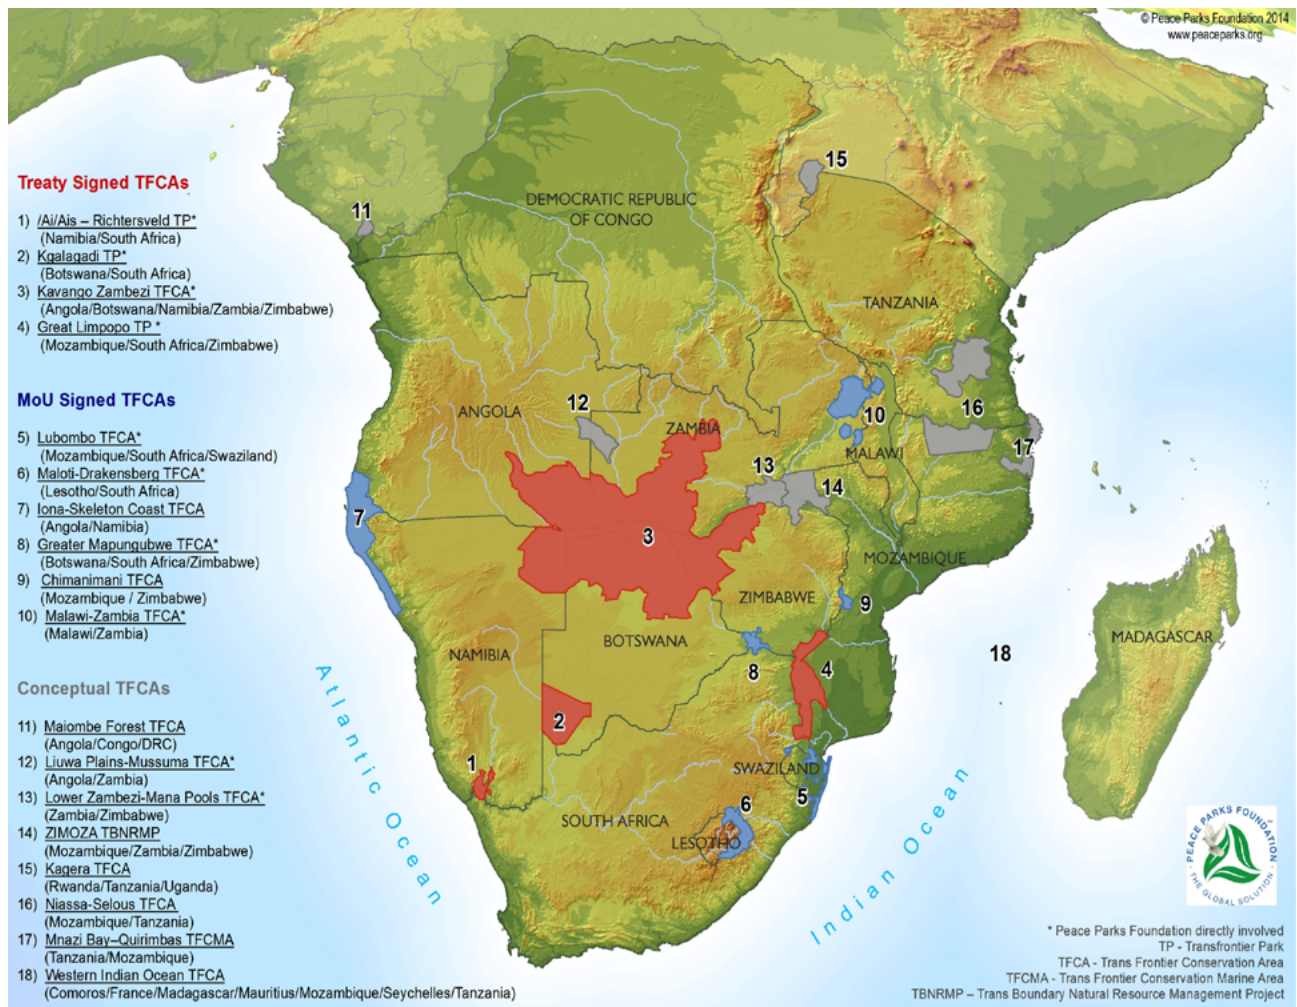 © Peace Parks Foundation 2014
www.peaceparks.org
Treaty Signed TFCAs
1) /Ai/Ais – Richtersveld TP*
(Namibia/South Africa)
2) Kgalagadi TP*
(Botswana/South Africa)
3) Kavango Zambezi TFCA*
(Angola/Botswana/Namibia/Zambia/Zimbabwe)
4) Great Limpopo TP *
(Mozambique/South Africa/Zimbabwe)
MoU Signed TFCAs
5) Lubombo TFCA*
(Mozambique/South Africa/Swaziland)
6) Maloti-Drakensberg TFCA*
(Lesotho/South Africa)
7) Iona-Skeleton Coast TFCA
(Angola/Namibia)
8) Greater Mapungubwe TFCA*
(Botswana/South Africa/Zimbabwe)
9) Chimanimani TFCA
(Mozambique / Zimbabwe)
10) Malawi-Zambia TFCA*
(Malawi/Zambia)
Conceptual TFCAs
11) Maiombe Forest TFCA
(Angola/Congo/DRC)
12) Liuwa Plains-Mussuma TFCA*
(Angola/Zambia)
13) Lower Zambezi-Mana Pools TFCA*
(Zambia/Zimbabwe)
14) ZIMOZA TBNRMP
(Mozambique/Zambia/Zimbabwe)
15) Kagera TFCA
(Rwanda/Tanzania/Uganda)
16) Niassa-Selous TFCA
(Mozambique/Tanzania)
17) Mnazi Bay–Quirimbas TFCMA
(Tanzania/Mozambique)
18) Western Indian Ocean TFCA
(Comoros/France/Madagascar/Mauritius/Mozambique/Seychelles/Tanzania)
15
11
DEMOCRATIC REPUBLIC
OF CONGO
TANZANIA
12
ANGOLA
ZAMBIA
10
16
MALAWI
17
13
14
7
3
MOZAMBIQUE
ZIMBABWE
9
BOTSWANA
NAMIBIA
MADAGASCAR
18
8
4
2
1
SWAZILAND
5
6
SOUTH AFRICA
LESOTHO
Atlantic Ocean
Indian Ocean
PEACE PARKS FOUNDATION
THE GLOBAL SOLUTION
* Peace Parks Foundation directly involved
TP - Transfrontier Park
TFCA - Trans Frontier Conservation Area
TFCMA - Trans Frontier Conservation Marine Area
TBNRMP – Trans Boundary Natural Resource Management Project